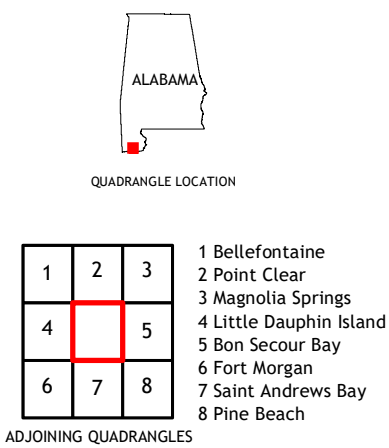 ALABAMA
QUADRANGLE LOCATION
1 2 3
4 5
6 7 8
1 Bellefontaine
2 Point Clear
3 Magnolia Springs
4 Little Dauphin Island
5 Bon Secour Bay
6 Fort Morgan
7 Saint Andrews Bay
8 Pine Beach
ADJOINING QUADRANGLES